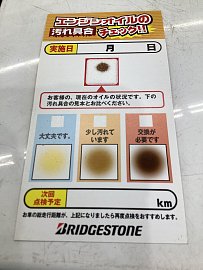 エンジンオイルの
汚れ具合 チェック!!
実施日 月 日
お客様の、現在のオイルの状況です。下の
汚れ具合の見本とお比べください。
大丈夫です。
少し汚れて
います
交換が
必要です
次回
点検予定
km
お車の総走行距離が、上記になりましたら再度点検をおすすめします。
BRIDGESTONE